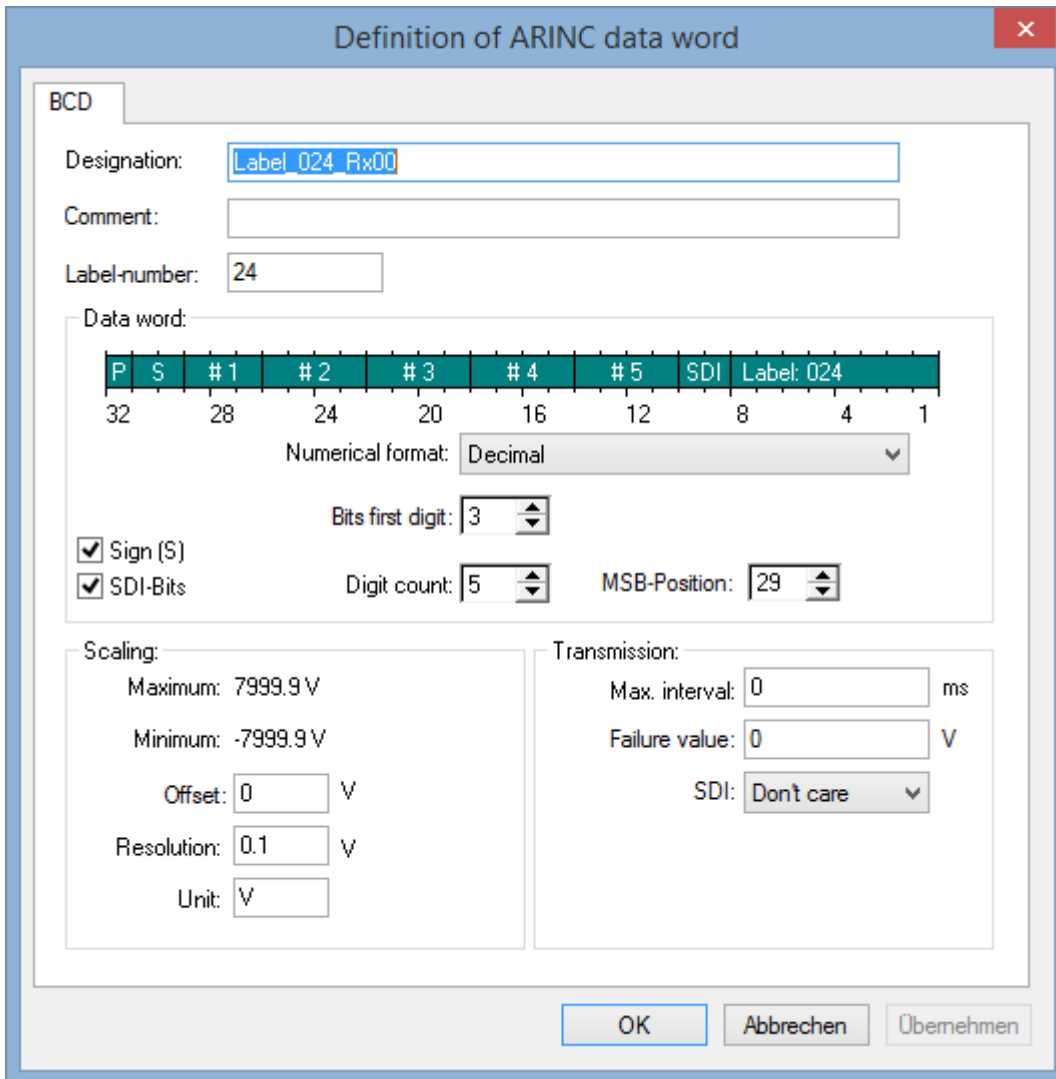 Definition of ARINC data word
BCD
Designation: Label_024_Rx00
Comment:
Label-number: 24
Data word:
P S # 1 # 2 # 3 # 4 # 5 SDI Label: 024
32 28 24 20 16 12 8 4 1
Numerical format: Decimal
Bits first digit: 3
Sign (S)
SDI-Bits Digit count: 5 MSB-Position: 29
Scaling:
Maximum: 7999.9 V
Minimum: -7999.9 V
Offset: 0 V
Resolution: 0.1 V
Unit: V
Transmission:
Max. interval: 0 ms
Failure value: 0 V
SDI: Don't care
OK Abbrechen Übernehmen